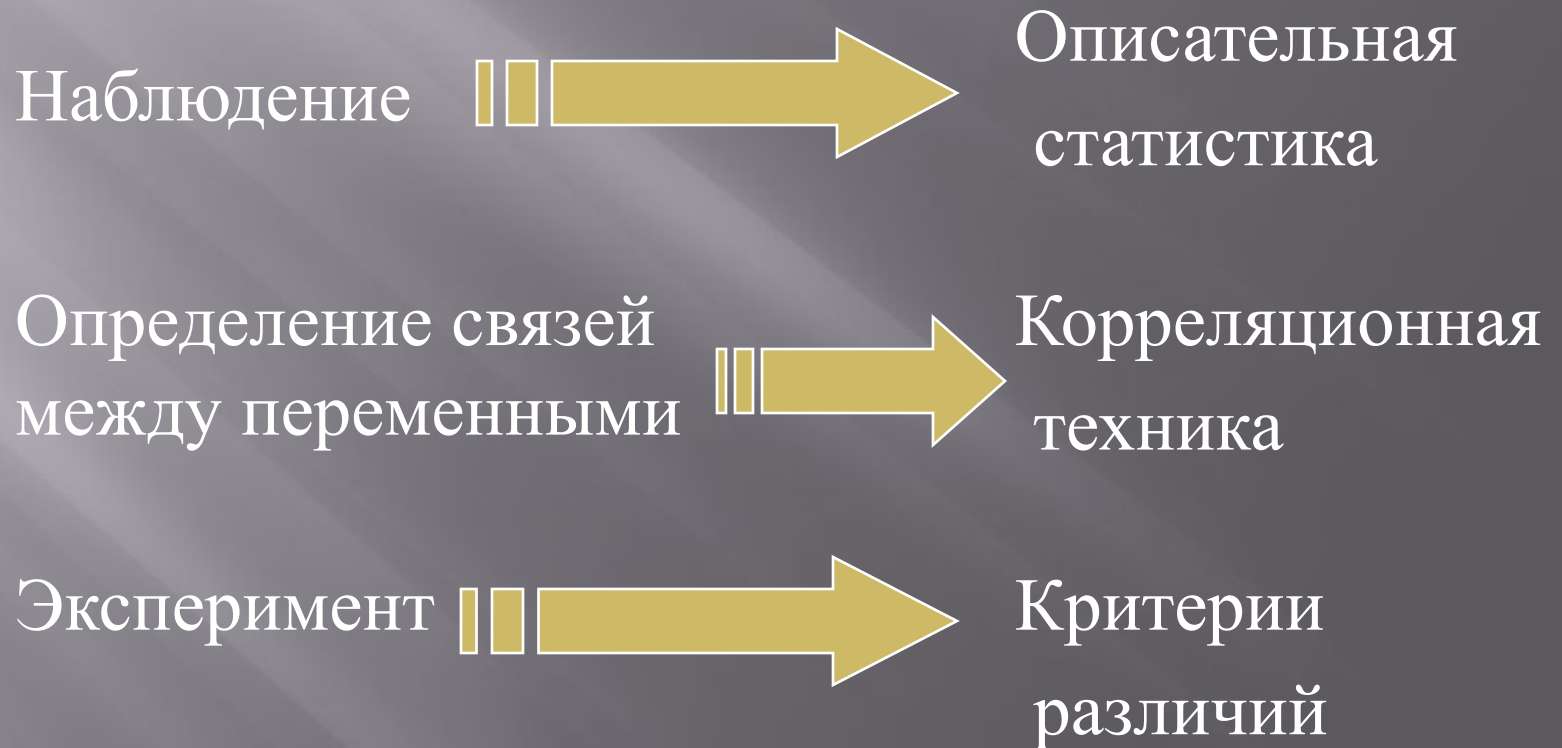 Наблюдение
Описательная
статистика
Определение связей
между переменными
Корреляционная
техника
Эксперимент
Критерии
различий